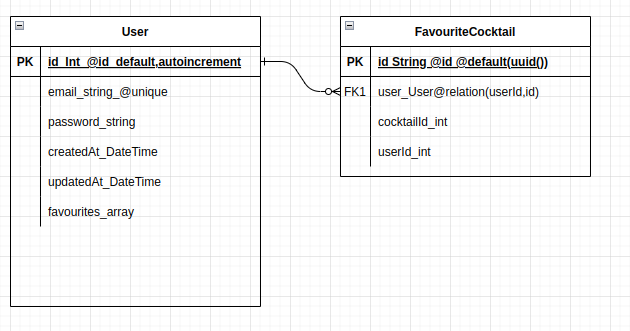 User
PK id_Int_@id_default,autoincrement
email_string_@unique
password_string
createdAt_DateTime
updatedAt_DateTime
favourites_array
FavouriteCocktail
PK id String @id @default(uuid())
FK1 user_User@relation(userId,id)
cocktailId_int
userId_int